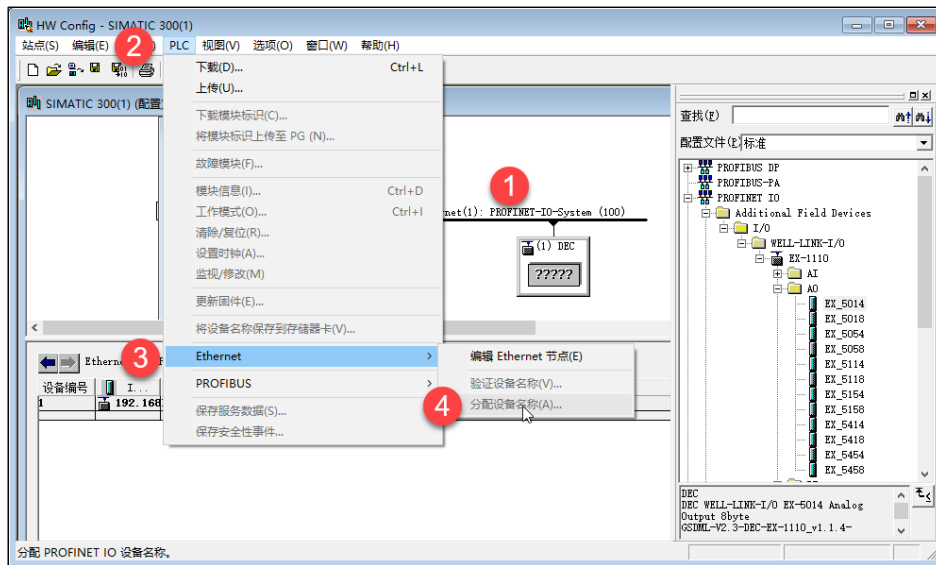 HW Config - SIMATIC 300(1)
站点(S) 编辑(E) PLC 视图(V) 选项(O) 窗口(W) 帮助(H)
2
下载(D)... Ctrl+L
上传(U)...
下载模块标识(C)...
将模块标识上传至 PG (N)...
故障模块(F)...
模块信息(I)... Ctrl+D
工作模式(O)... Ctrl+I
清除/复位(R)...
设置时钟(A)...
监视/修改(M)
更新固件(E)...
将设备名称保存到存储器卡(V)...
Ethernet
PROFIBUS
保存服务数据(S)...
保存安全性事件...
编辑 Ethernet 节点(E)
验证设备名称(V)...
分配设备名称(A)...
4
SIMATIC 300(1) (配置
1
net(1): PROFINET-IO-System (100)
(1) DEC
?????
3
Ethern
设备编号 I...
1 192.168
查找(F)
配置文件(P) 标准
PROFIBUS DP
PROFIBUS-PA
PROFINET IO
Additional Field Devices
I/O
WELL-LINK-I/O
EX-1110
AI
AO
EX_5014
EX_5018
EX_5054
EX_5058
EX_5114
EX_5118
EX_5154
EX_5158
EX_5414
EX_5418
EX_5454
EX_5458
DEC
DEC WELL-LINK-I/O EX-5014 Analog
Output 8byte
GSDML-V2.3-DEC-EX-1110_v1.1.4-
分配 PROFINET IO 设备名称。